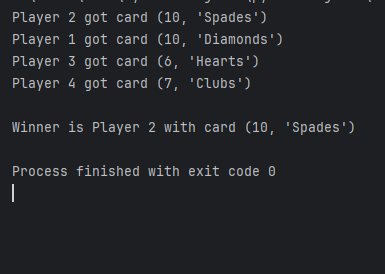 Player 2 got card (10, 'Spades')
Player 1 got card (10, 'Diamonds')
Player 3 got card (6, 'Hearts')
Player 4 got card (7, 'Clubs')
Winner is Player 2 with card (10, 'Spades')
Process finished with exit code 0